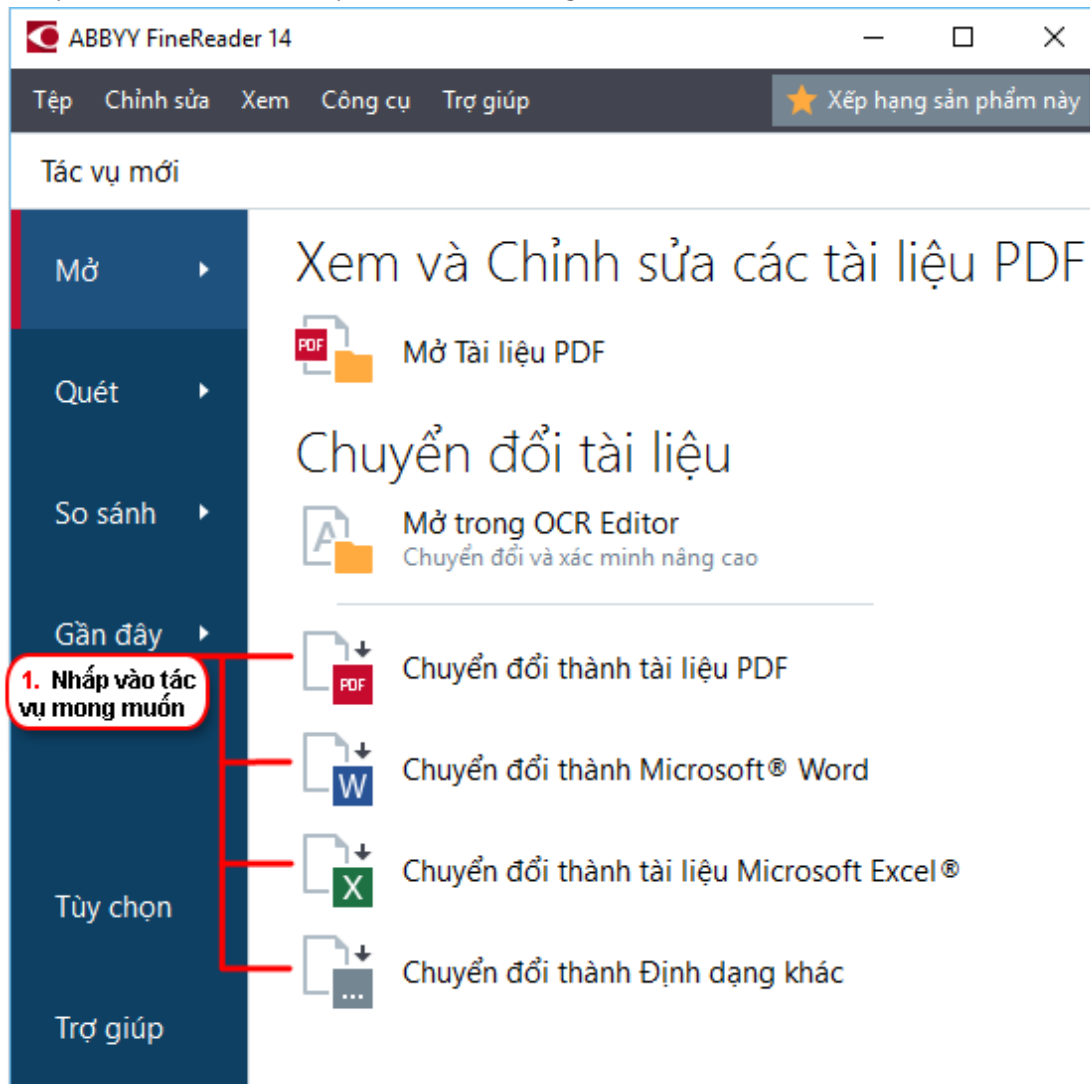 ABBYY FineReader 14
Tệp Chỉnh sửa Xem Công cụ Trợ giúp Xếp hạng sản phẩm này
Tác vụ mới
Mở
Quét
So sánh
Gần đây
1. Nhấp vào tác
vụ mong muốn
Tùy chọn
Trợ giúp
Xem và Chỉnh sửa các tài liệu PDF
PDF
Mở Tài liệu PDF
Chuyển đổi tài liệu
A
Mở trong OCR Editor
Chuyển đổi và xác minh nâng cao
PDF
Chuyển đổi thành tài liệu PDF
W
Chuyển đổi thành Microsoft® Word
X
Chuyển đổi thành tài liệu Microsoft Excel®
...
Chuyển đổi thành Định dạng khác